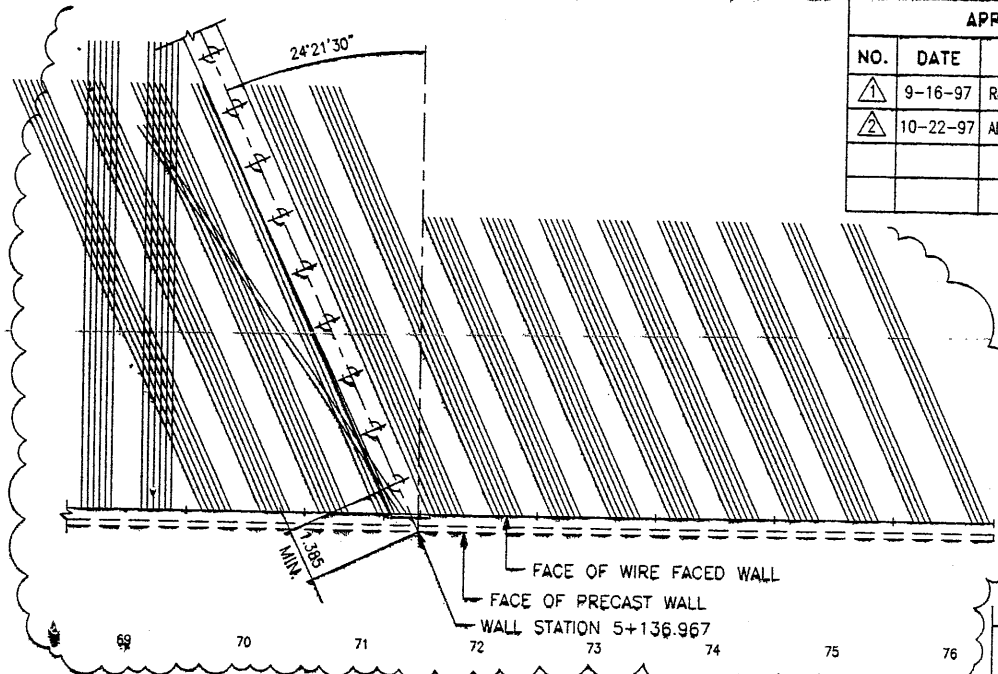 APPR
NO. DATE
1 9-16-97
2 10-22-97
24°21'30"
1.385
MIN.
FACE OF WIRE FACED WALL
FACE OF PRECAST WALL
WALL STATION 5+136.967
69 70 71 72 73 74 75 76